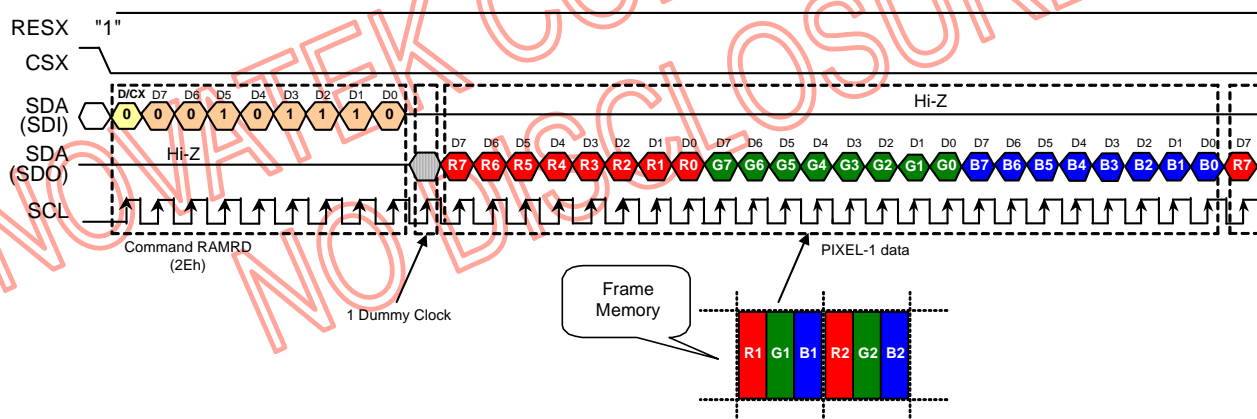 RESX "1"
CSX
D/CX D7 D6 D5 D4 D3 D2 D1 D0
SDA
(SDI)
0 0 0 1 0 1 1 1 0
Hi-Z
SDA
(SDO)
Hi-Z
D7 D6 D5 D4 D3 D2 D1 D0 D7 D6 D5 D4 D3 D2 D1 D0 D7 D6 D5 D4 D3 D2 D1 D0 D7
R7 R6 R5 R4 R3 R2 R1 R0 G7 G6 G5 G4 G3 G2 G1 G0 B7 B6 B5 B4 B3 B2 B1 B0 R7
SCL
Command RAMRD
(2Eh)
1 Dummy Clock
PIXEL-1 data
Frame
Memory
R1 G1 B1 R2 G2 B2
NOVATEK CO
NO DISCLOSURE